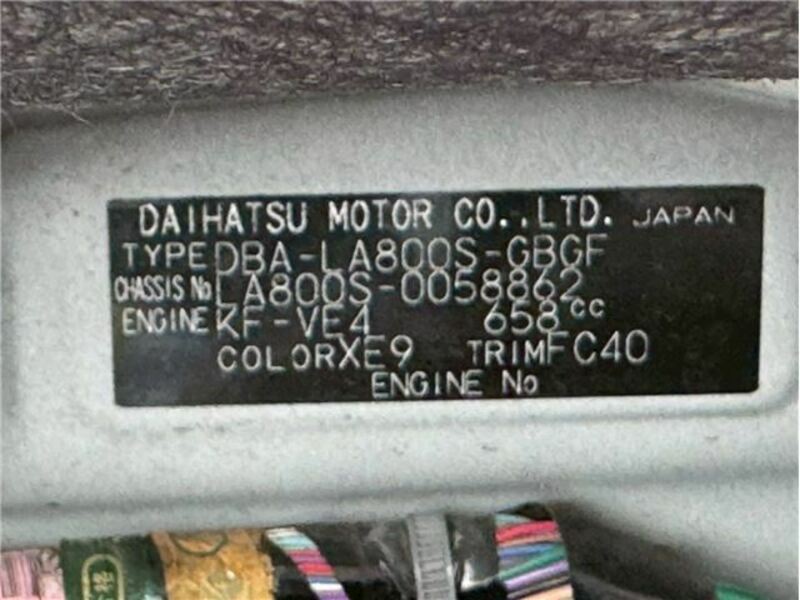 DAIHATSU MOTOR CO.,LTD. JAPAN
TYPE DBA-LA800S-GBGF
CHASSIS No LA800S-0058862
ENGINE KF-VE4 658cc
COLOR XE9 TRIM FC40
ENGINE No